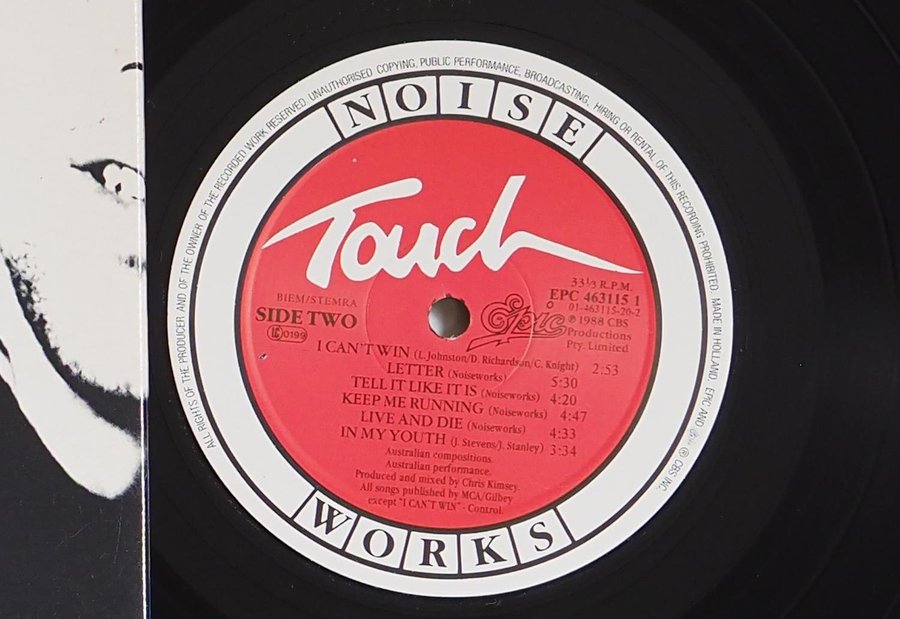 ALL RIGHTS OF THE PRODUCER AND OF THE OWNER OF THE RECORDED WORK RESERVED. UNAUTHORISED COPYING, PUBLIC PERFORMANCE, BROADCASTING, HIRING OR RENTAL OF THIS RECORDING PROHIBITED. MADE IN HOLLAND. EPIC AND ® CBS INC.
NOISE
Touch
33⅓ R.P.M.
BIEM/STEMRA
EPC 463115 1
01-463115-20-2
SIDE TWO
Epic
℗ 1988 CBS
Productions
Pty. Limited
LC 0199
I CAN'T WIN (L. Johnston/D. Richardson/C. Knight) 2:53
LETTER (Noiseworks) 5:30
TELL IT LIKE IT IS (Noiseworks) 4:20
KEEP ME RUNNING (Noiseworks) 4:47
LIVE AND DIE (Noiseworks) 4:33
IN MY YOUTH (J. Stevens/J. Stanley) 3:34
Australian compositions.
Australian performance.
Produced and mixed by Chris Kimsey.
All songs published by MCA/Gilbey
except "I CAN'T WIN" - Control.
WORKS